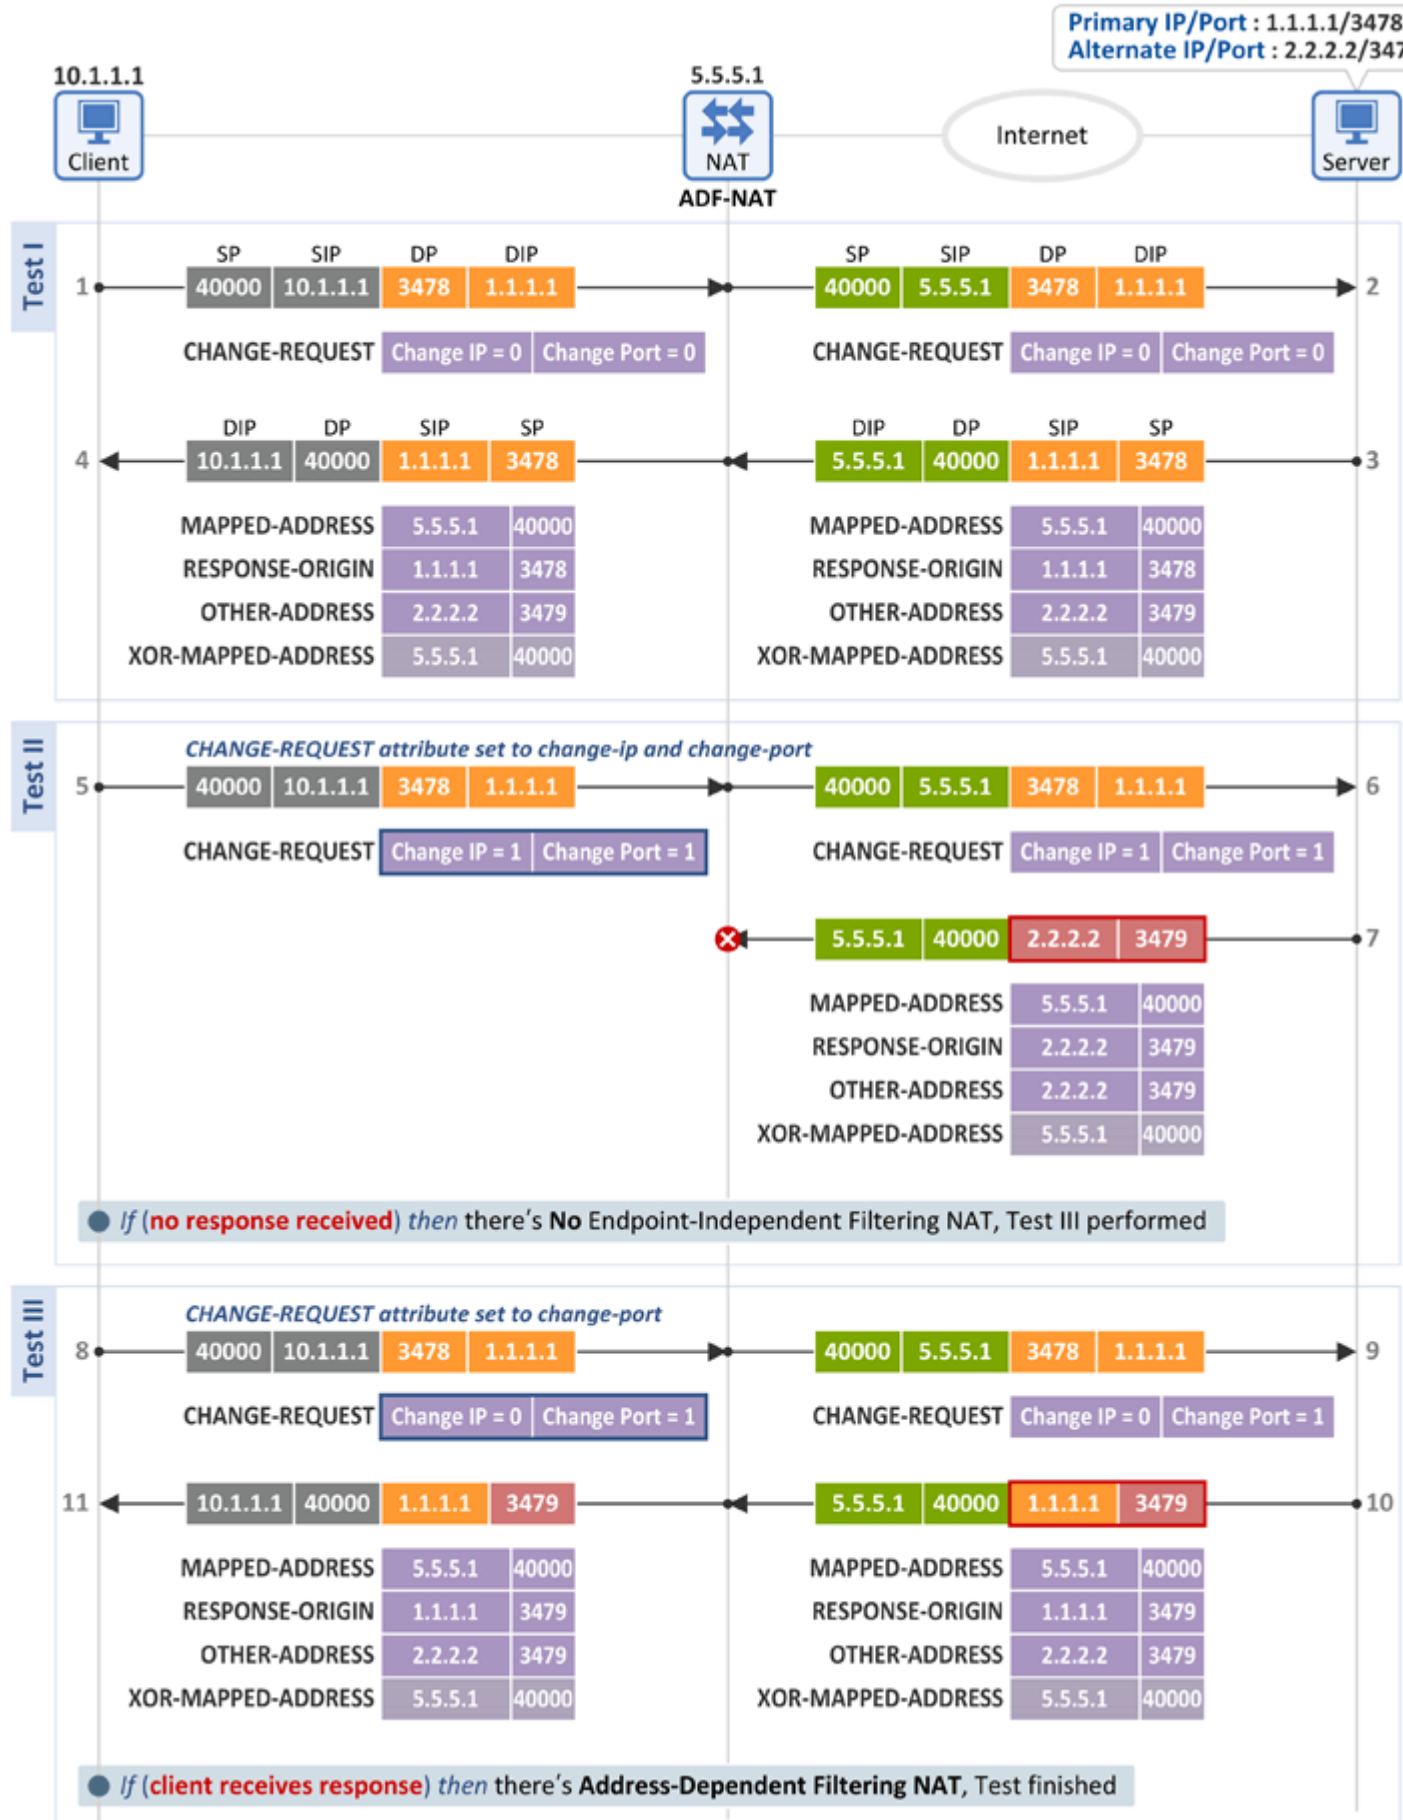 Primary IP/Port : 1.1.1.1/3478
Alternate IP/Port : 2.2.2.2/347
10.1.1.1
5.5.5.1
Client
NAT
Internet
Server
ADF-NAT
Test I
SP SIP DP DIP SP SIP DP DIP
1 40000 10.1.1.1 3478 1.1.1.1 40000 5.5.5.1 3478 1.1.1.1 2
CHANGE-REQUEST Change IP = 0 Change Port = 0 CHANGE-REQUEST Change IP = 0 Change Port = 0
DIP DP SIP SP DIP DP SIP SP
4 10.1.1.1 40000 1.1.1.1 3478 5.5.5.1 40000 1.1.1.1 3478 3
MAPPED-ADDRESS 5.5.5.1 40000 MAPPED-ADDRESS 5.5.5.1 40000
RESPONSE-ORIGIN 1.1.1.1 3478 RESPONSE-ORIGIN 1.1.1.1 3478
OTHER-ADDRESS 2.2.2.2 3479 OTHER-ADDRESS 2.2.2.2 3479
XOR-MAPPED-ADDRESS 5.5.5.1 40000 XOR-MAPPED-ADDRESS 5.5.5.1 40000
Test II
CHANGE-REQUEST attribute set to change-ip and change-port
5 40000 10.1.1.1 3478 1.1.1.1 40000 5.5.5.1 3478 1.1.1.1 6
CHANGE-REQUEST Change IP = 1 Change Port = 1 CHANGE-REQUEST Change IP = 1 Change Port = 1
5.5.5.1 40000 2.2.2.2 3479 7
MAPPED-ADDRESS 5.5.5.1 40000
RESPONSE-ORIGIN 2.2.2.2 3479
OTHER-ADDRESS 2.2.2.2 3479
XOR-MAPPED-ADDRESS 5.5.5.1 40000
If (no response received) then there's No Endpoint-Independent Filtering NAT, Test III performed
Test III
CHANGE-REQUEST attribute set to change-port
8 40000 10.1.1.1 3478 1.1.1.1 40000 5.5.5.1 3478 1.1.1.1 9
CHANGE-REQUEST Change IP = 0 Change Port = 1 CHANGE-REQUEST Change IP = 0 Change Port = 1
11 10.1.1.1 40000 1.1.1.1 3479 5.5.5.1 40000 1.1.1.1 3479 10
MAPPED-ADDRESS 5.5.5.1 40000 MAPPED-ADDRESS 5.5.5.1 40000
RESPONSE-ORIGIN 1.1.1.1 3479 RESPONSE-ORIGIN 1.1.1.1 3479
OTHER-ADDRESS 2.2.2.2 3479 OTHER-ADDRESS 2.2.2.2 3479
XOR-MAPPED-ADDRESS 5.5.5.1 40000 XOR-MAPPED-ADDRESS 5.5.5.1 40000
If (client receives response) then there's Address-Dependent Filtering NAT, Test finished